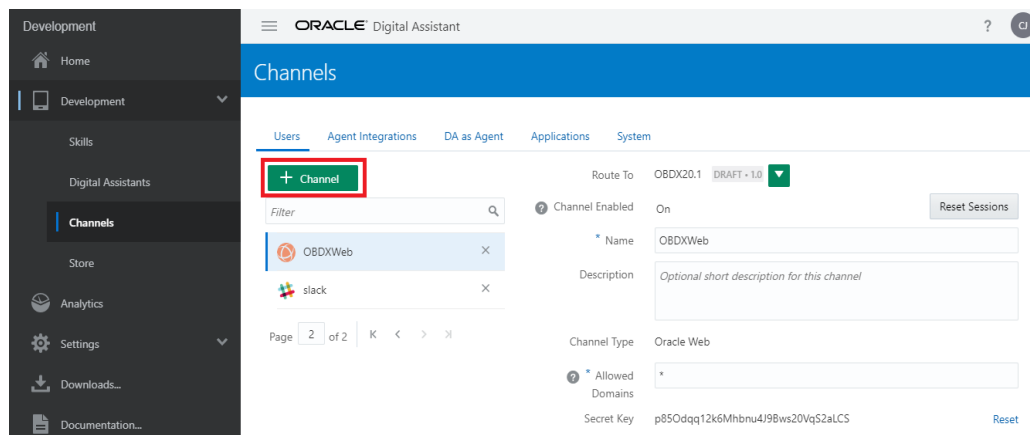 Development
ORACLE Digital Assistant
?
CJ
Home
Channels
Development
Skills
Digital Assistants
Channels
Store
Analytics
Settings
Downloads...
Documentation...
Users Agent Integrations DA as Agent Applications System
+ Channel
Filter
OBDXWeb ×
slack ×
Page 2 of 2 K < > >|
Route To OBDX20.1 DRAFT • 1.0
? Channel Enabled On Reset Sessions
* Name OBDXWeb
Description Optional short description for this channel
Channel Type Oracle Web
? * Allowed Domains *
Secret Key p85Odqq12k6Mhbnu4J9Bws20VqS2aLCS Reset